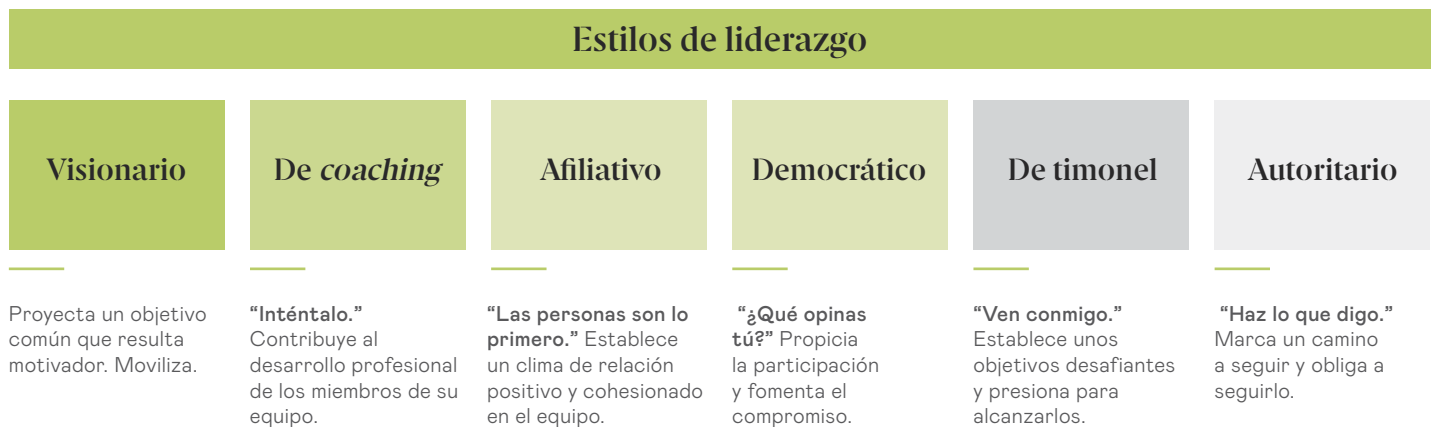 Estilos de liderazgo
Visionario
Proyecta un objetivo
común que resulta
motivador. Moviliza.
De coaching
“Inténtalo.”
Contribuye al
desarrollo profesional
de los miembros de su
equipo.
Afiliativo
“Las personas son lo
primero.” Establece
un clima de relación
positivo y cohesionado
en el equipo.
Democrático
“¿Qué opinas
tú?” Propicia
la participación
y fomenta el
compromiso.
De timonel
“Ven conmigo.”
Establece unos
objetivos desafiantes
y presiona para
alcanzarlos.
Autoritario
“Haz lo que digo.”
Marca un camino
a seguir y obliga a
seguirlo.